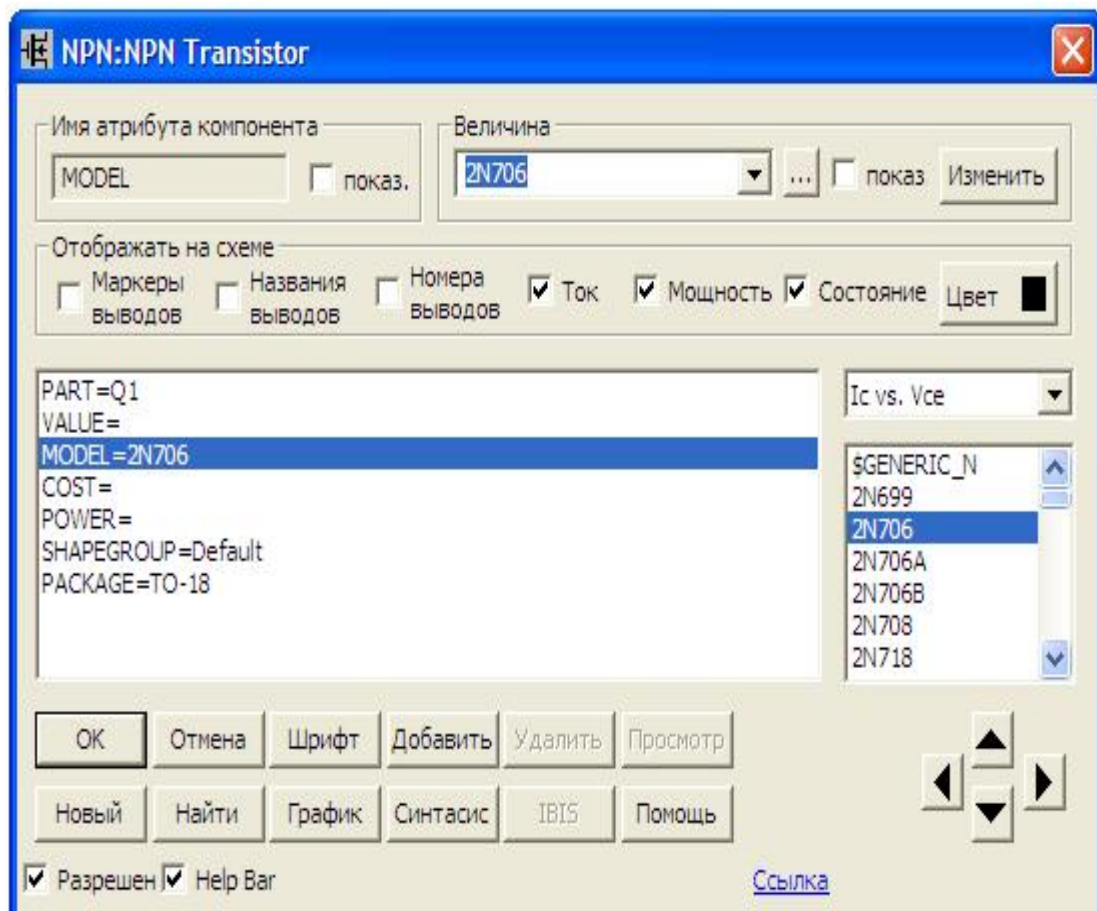 NPN:NPN Transistor
Имя атрибута компонента
Величина
MODEL
показ.
2N706
...
показ
Изменить
Отображать на схеме
Маркеры
выводов
Названия
выводов
Номера
выводов
Ток
Мощность
Состояние
Цвет
PART=Q1
VALUE=
MODEL=2N706
COST=
POWER=
SHAPEGROUP=Default
PACKAGE=TO-18
Ic vs. Vce
$GENERIC_N
2N699
2N706
2N706A
2N706B
2N708
2N718
OK
Отмена
Шрифт
Добавить
Удалить
Просмотр
Новый
Найти
График
Синтасис
IBIS
Помощь
Разрешен
Help Bar
Ссылка